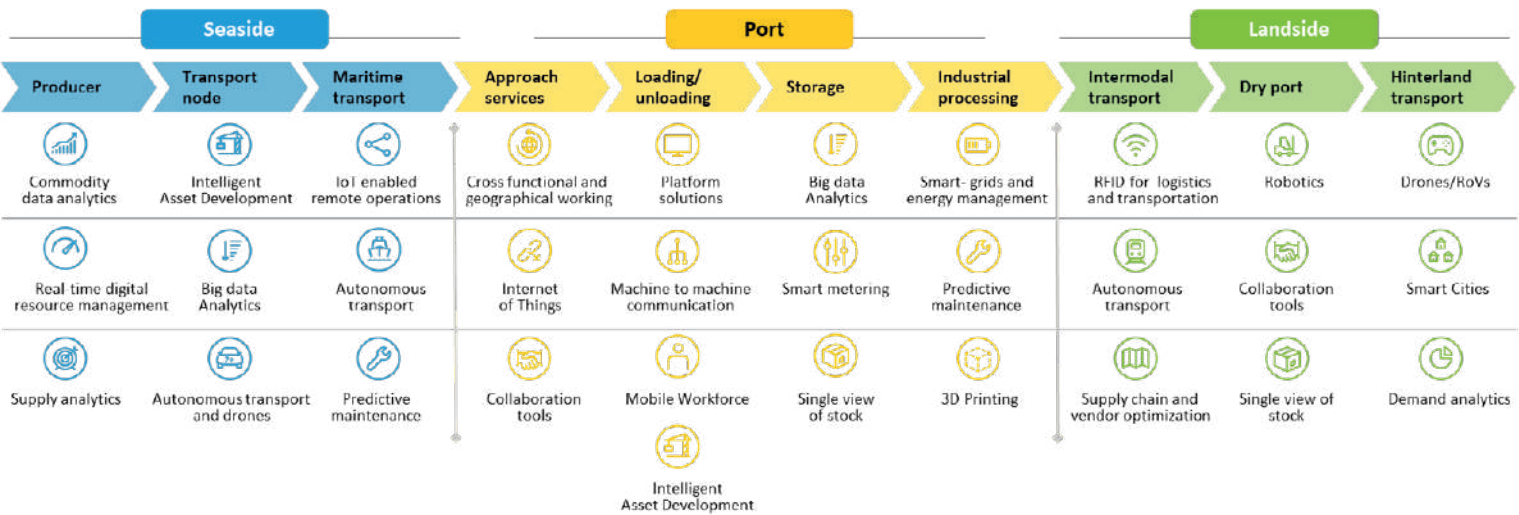 Seaside
Port
Landside
Producer
Transport
node
Maritime
transport
Approach
services
Loading/
unloading
Storage
Industrial
processing
Intermodal
transport
Dry port
Hinterland
transport
Commodity
data analytics
Intelligent
Asset Development
IoT enabled
remote operations
Cross functional and
geographical working
Platform
solutions
Big data
Analytics
Smart- grids and
energy management
RFID for logistics
and transportation
Robotics
Drones/RoVs
Real-time digital
resource management
Big data
Analytics
Autonomous
transport
Internet
of Things
Machine to machine
communication
Smart metering
Predictive
maintenance
Autonomous
transport
Collaboration
tools
Smart Cities
Supply analytics
Autonomous transport
and drones
Predictive
maintenance
Collaboration
tools
Mobile Workforce
Single view
of stock
3D Printing
Supply chain and
vendor optimization
Single view of
stock
Demand analytics
Intelligent
Asset Development